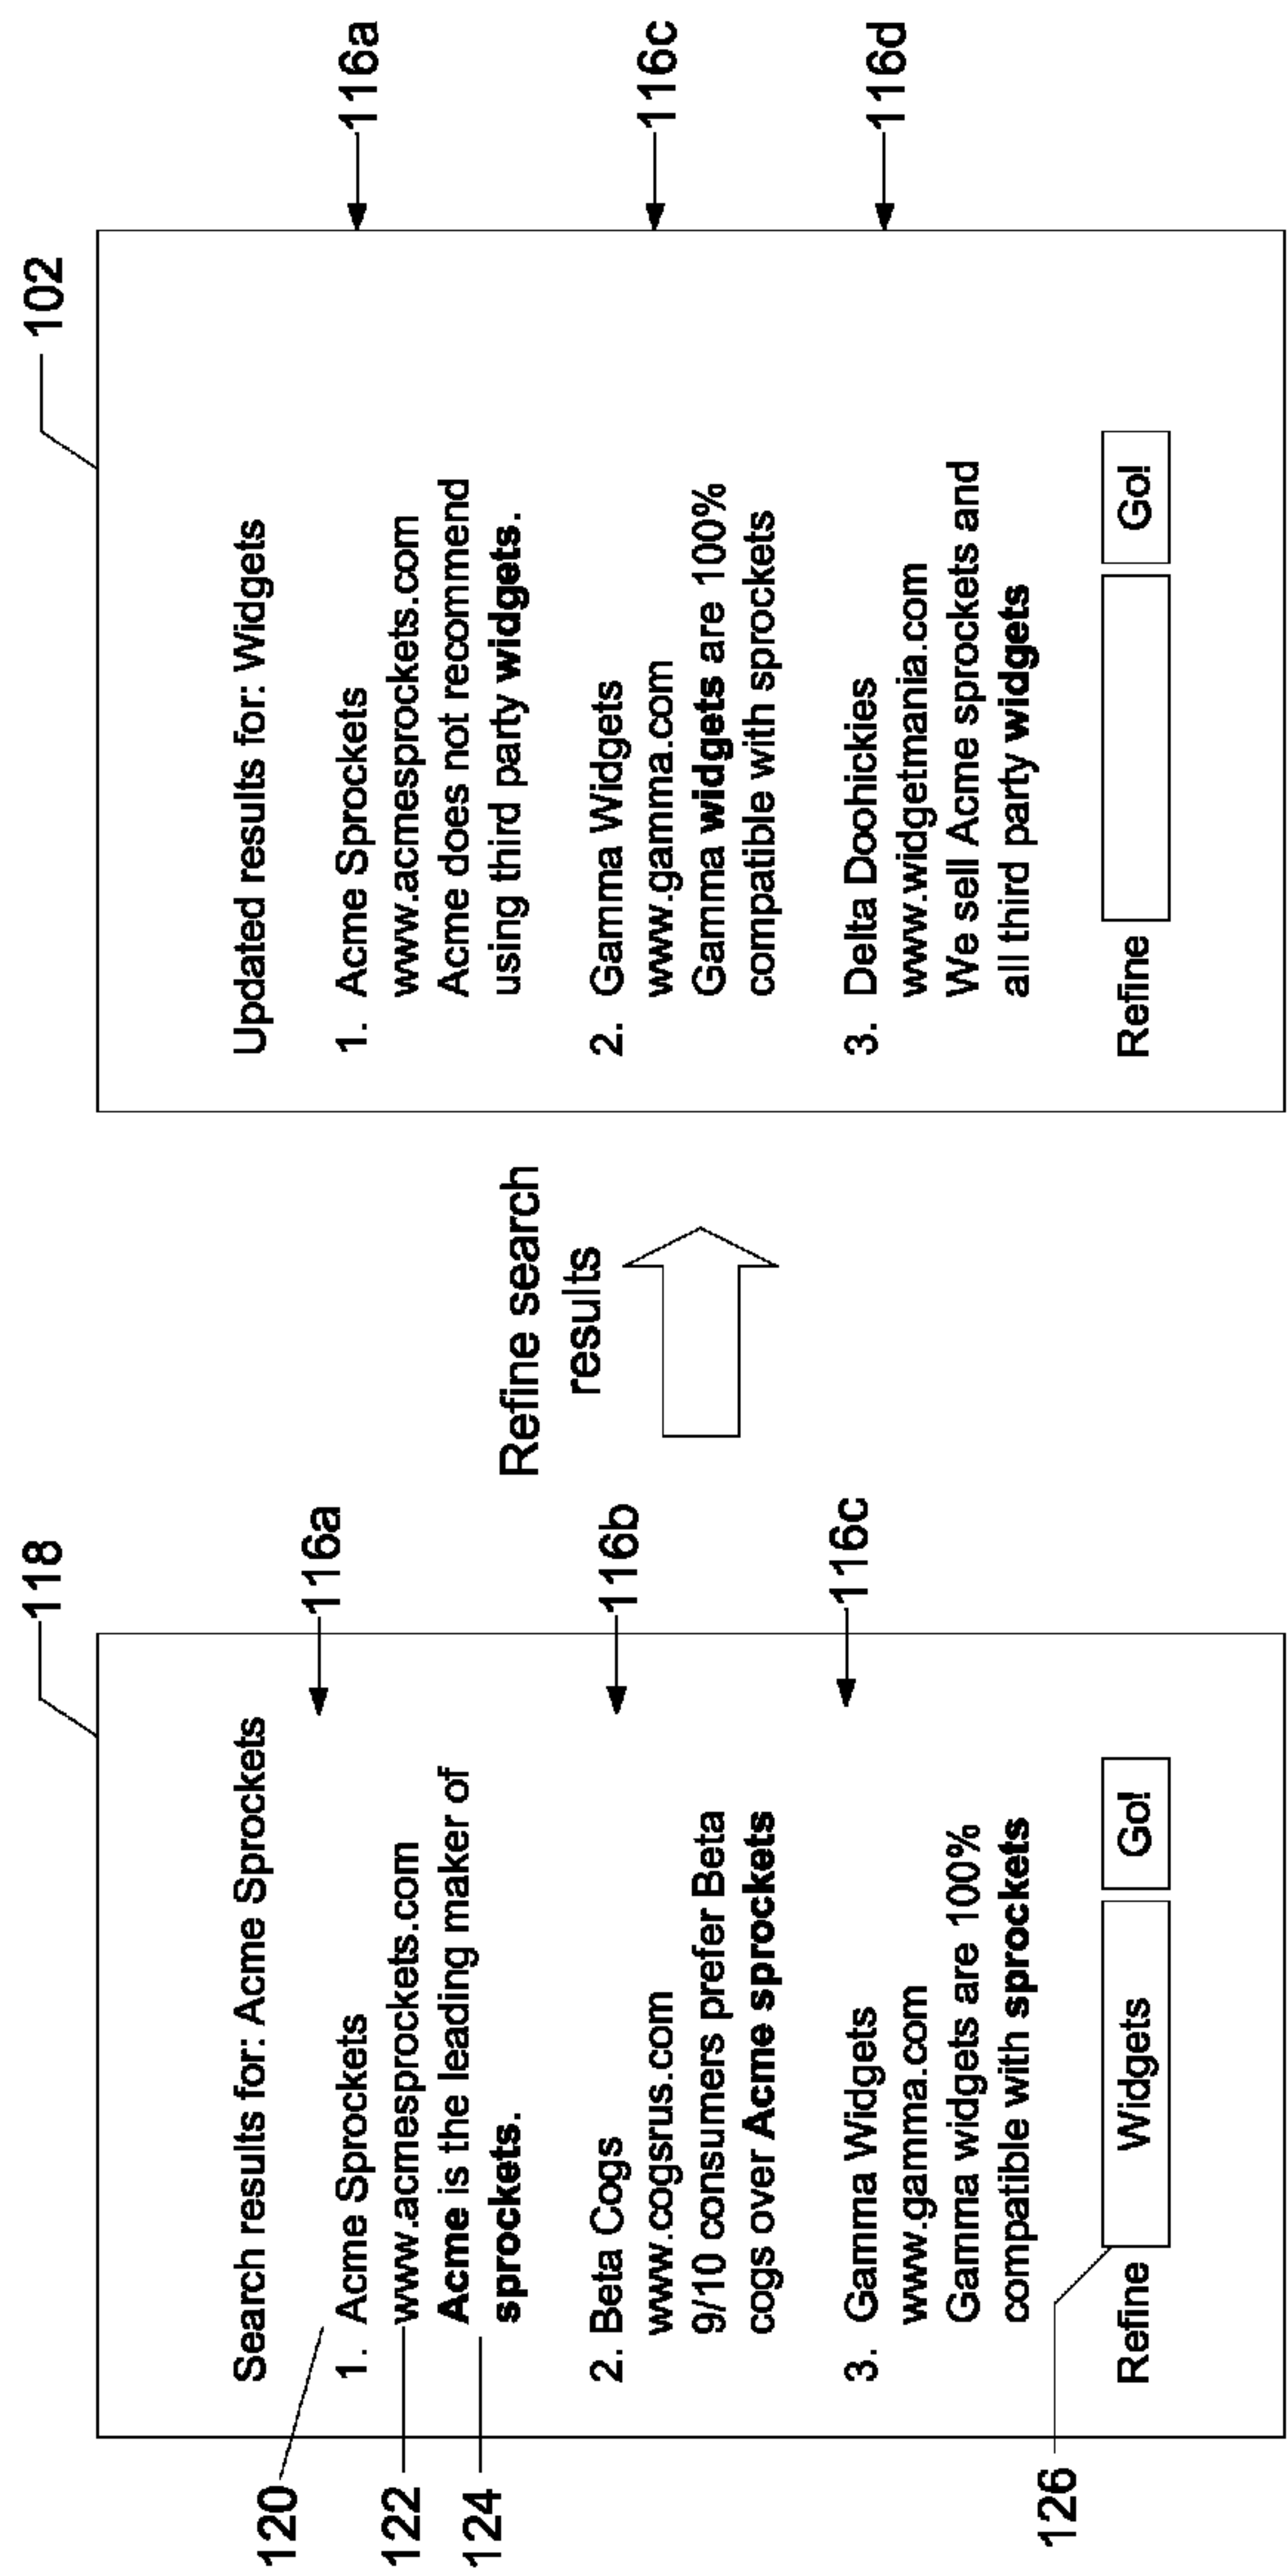 118
Search results for: Acme Sprockets
116a
120
1. Acme Sprockets
122
www.acmesprockets.com
124
Acme is the leading maker of
sprockets.
116b
2. Beta Cogs
www.cogsrus.com
9/10 consumers prefer Beta
cogs over Acme sprockets
116c
3. Gamma Widgets
www.gamma.com
Gamma widgets are 100%
compatible with sprockets
126
Refine Widgets Go!
Refine search
results
102
Updated results for: Widgets
116a
1. Acme Sprockets
www.acmesprockets.com
Acme does not recommend
using third party widgets.
116c
2. Gamma Widgets
www.gamma.com
Gamma widgets are 100%
compatible with sprockets
116d
3. Delta Doohickies
www.widgetmania.com
We sell Acme sprockets and
all third party widgets
Refine Go!